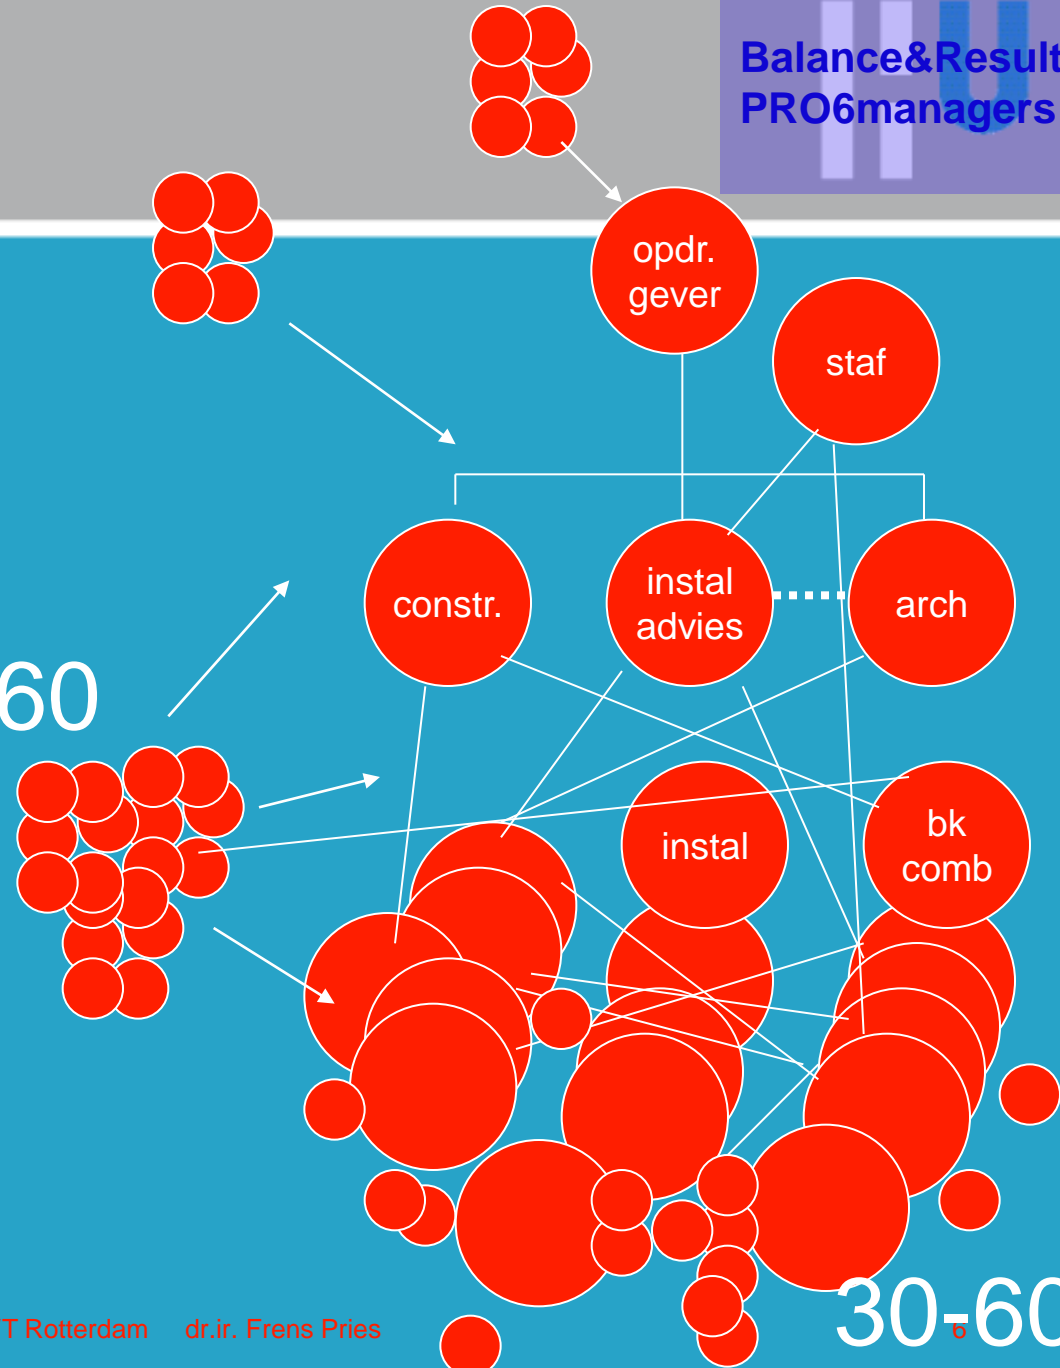 Balance&Result
PRO6managers
opdr.
gever
staf
constr.
instal
advies
arch
60
instal
bk
comb
30-60
T Rotterdam dr.ir. Frens Pries
6